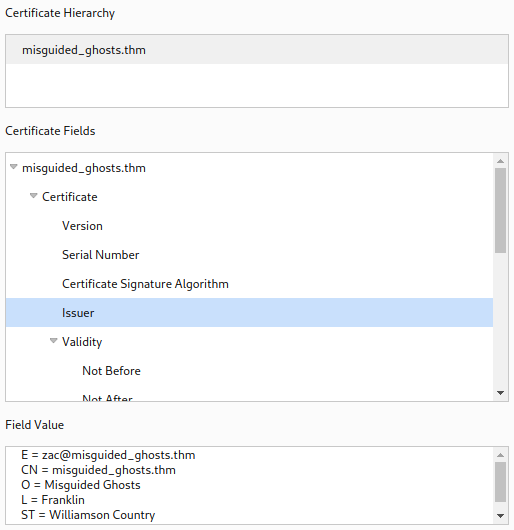 Certificate Hierarchy
misguided_ghosts.thm
Certificate Fields
misguided_ghosts.thm
Certificate
Version
Serial Number
Certificate Signature Algorithm
Issuer
Validity
Not Before
Not After
Field Value
E = zac@misguided_ghosts.thm
CN = misguided_ghosts.thm
O = Misguided Ghosts
L = Franklin
ST = Williamson Country